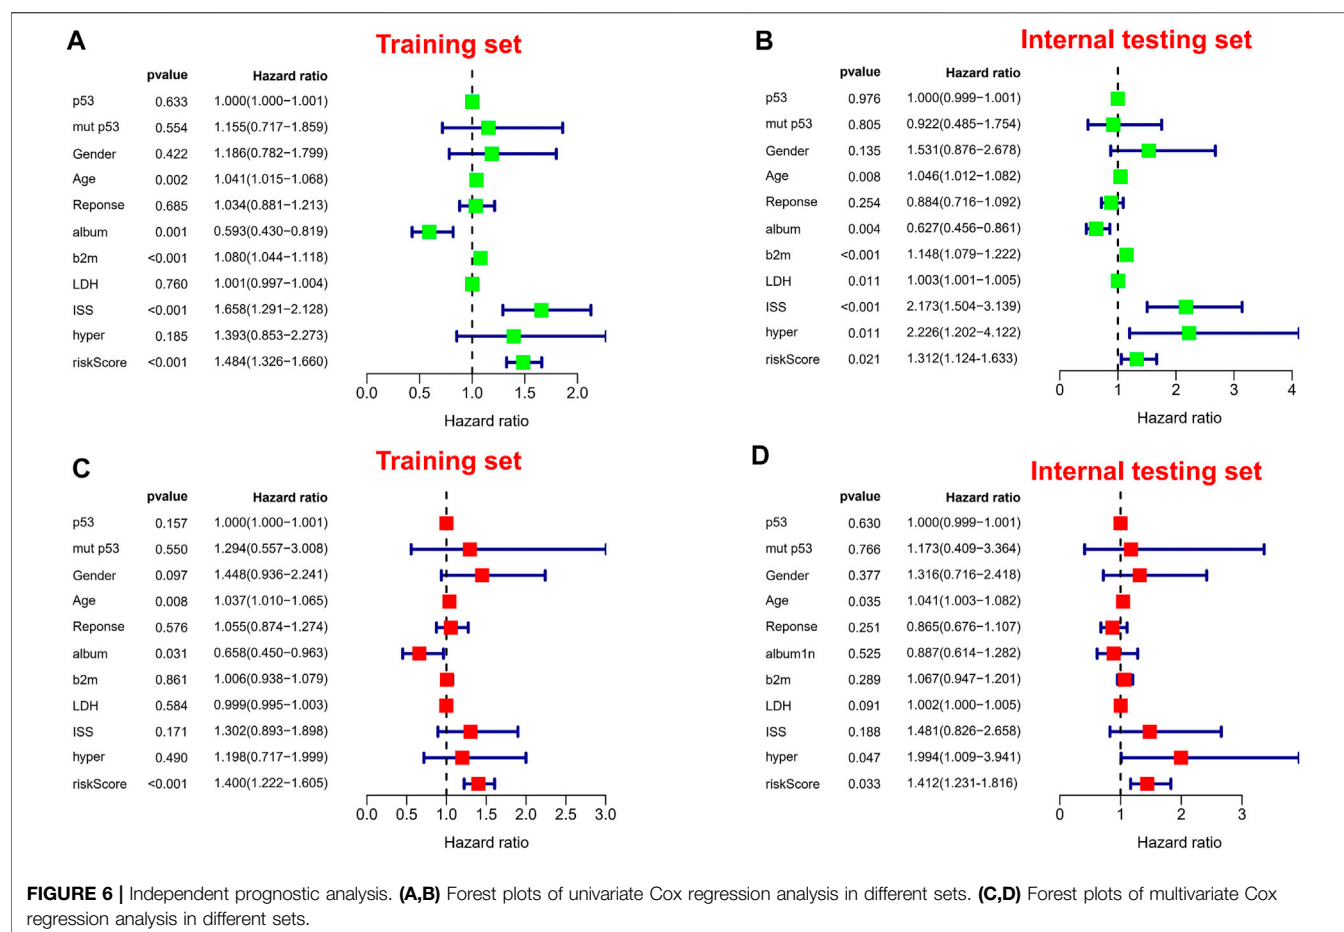 A
Training set
pvalue Hazard ratio
p53 0.633 1.000(1.000−1.001)
mut p53 0.554 1.155(0.717−1.859)
Gender 0.422 1.186(0.782−1.799)
Age 0.002 1.041(1.015−1.068)
Reponse 0.685 1.034(0.881−1.213)
album 0.001 0.593(0.430−0.819)
b2m <0.001 1.080(1.044−1.118)
LDH 0.760 1.001(0.997−1.004)
ISS <0.001 1.658(1.291−2.128)
hyper 0.185 1.393(0.853−2.273)
riskScore <0.001 1.484(1.326−1.660)
0.0 0.5 1.0 1.5 2.0
Hazard ratio
B
Internal testing set
pvalue Hazard ratio
p53 0.976 1.000(0.999−1.001)
mut p53 0.805 0.922(0.485−1.754)
Gender 0.135 1.531(0.876−2.678)
Age 0.008 1.046(1.012−1.082)
Reponse 0.254 0.884(0.716−1.092)
album 0.004 0.627(0.456−0.861)
b2m <0.001 1.148(1.079−1.222)
LDH 0.011 1.003(1.001−1.005)
ISS <0.001 2.173(1.504−3.139)
hyper 0.011 2.226(1.202−4.122)
riskScore 0.021 1.312(1.124-1.633)
0 1 2 3 4
Hazard ratio
C
Training set
pvalue Hazard ratio
p53 0.157 1.000(1.000−1.001)
mut p53 0.550 1.294(0.557−3.008)
Gender 0.097 1.448(0.936−2.241)
Age 0.008 1.037(1.010−1.065)
Reponse 0.576 1.055(0.874−1.274)
album 0.031 0.658(0.450−0.963)
b2m 0.861 1.006(0.938−1.079)
LDH 0.584 0.999(0.995−1.003)
ISS 0.171 1.302(0.893−1.898)
hyper 0.490 1.198(0.717−1.999)
riskScore <0.001 1.400(1.222−1.605)
0.0 0.5 1.0 1.5 2.0 2.5 3.0
Hazard ratio
D
Internal testing set
pvalue Hazard ratio
p53 0.630 1.000(0.999−1.001)
mut p53 0.766 1.173(0.409−3.364)
Gender 0.377 1.316(0.716−2.418)
Age 0.035 1.041(1.003−1.082)
Reponse 0.251 0.865(0.676−1.107)
album1n 0.525 0.887(0.614−1.282)
b2m 0.289 1.067(0.947−1.201)
LDH 0.091 1.002(1.000−1.005)
ISS 0.188 1.481(0.826−2.658)
hyper 0.047 1.994(1.009−3.941)
riskScore 0.033 1.412(1.231-1.816)
0 1 2 3
Hazard ratio
FIGURE 6 | Independent prognostic analysis. (A,B) Forest plots of univariate Cox regression analysis in different sets. (C,D) Forest plots of multivariate Cox
regression analysis in different sets.